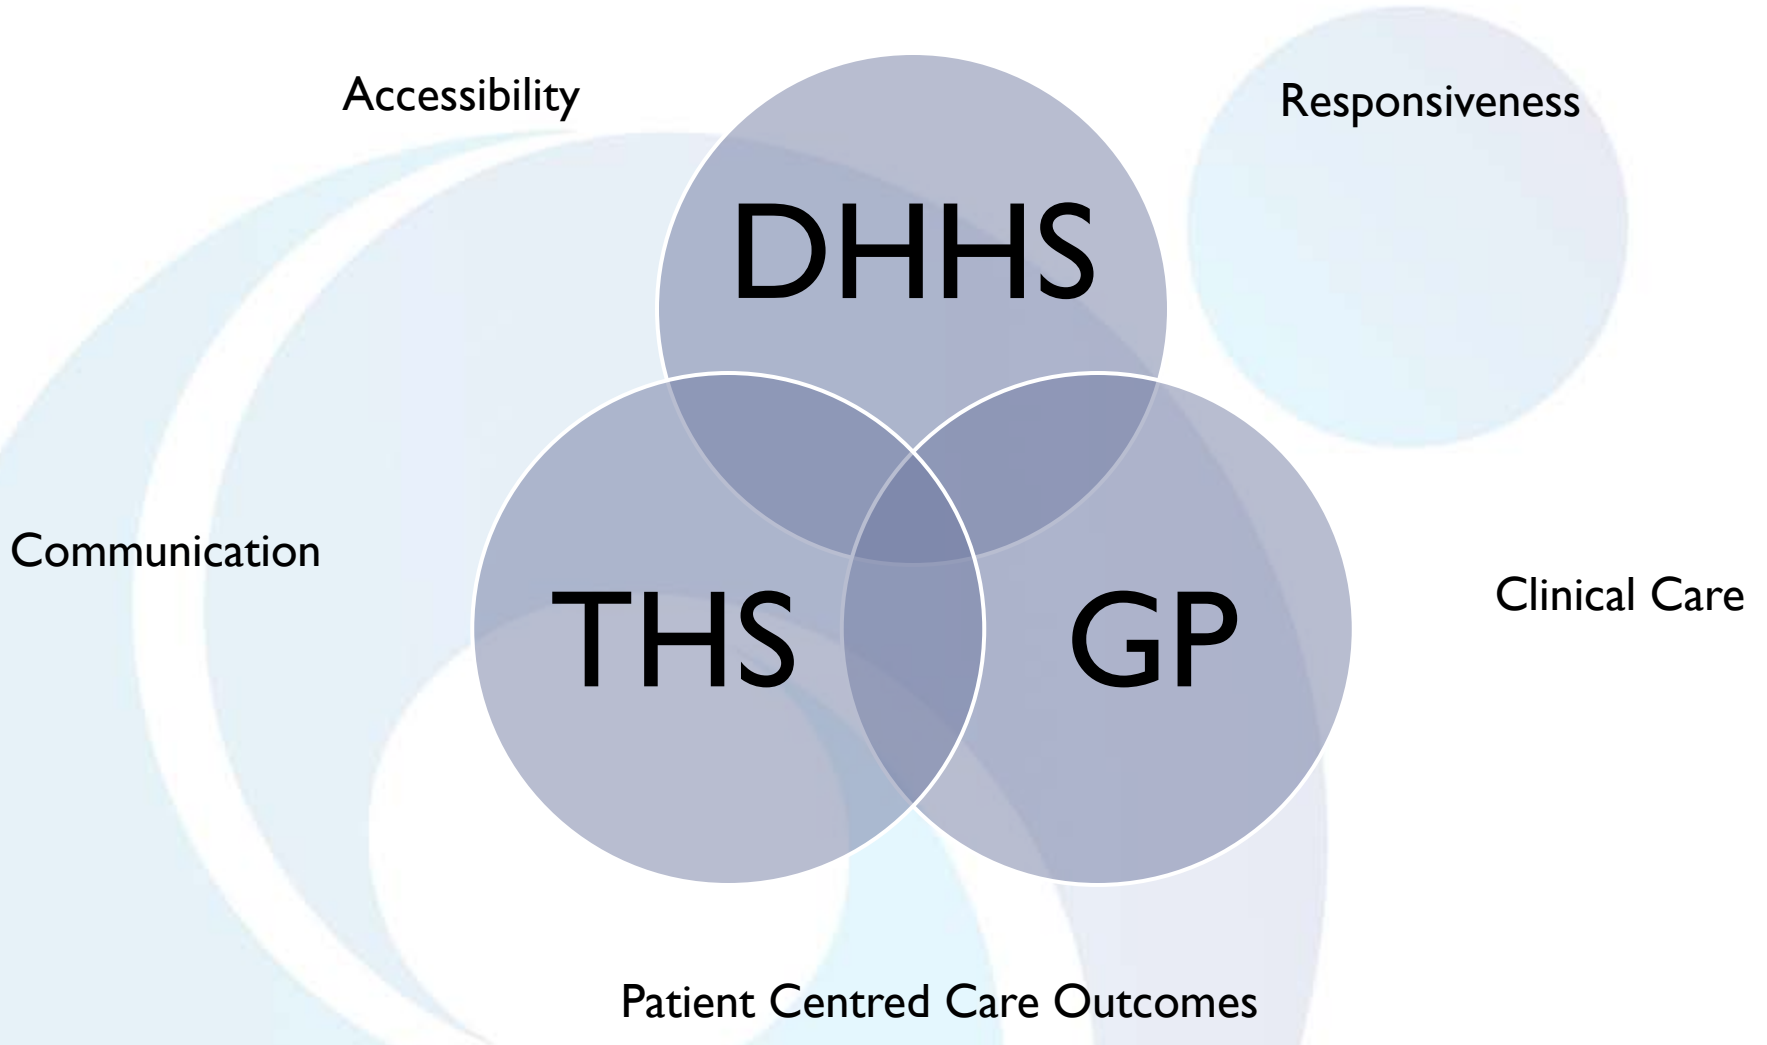 Accessibility
Responsiveness
DHHS
Communication
THS
GP
Clinical Care
Patient Centred Care Outcomes